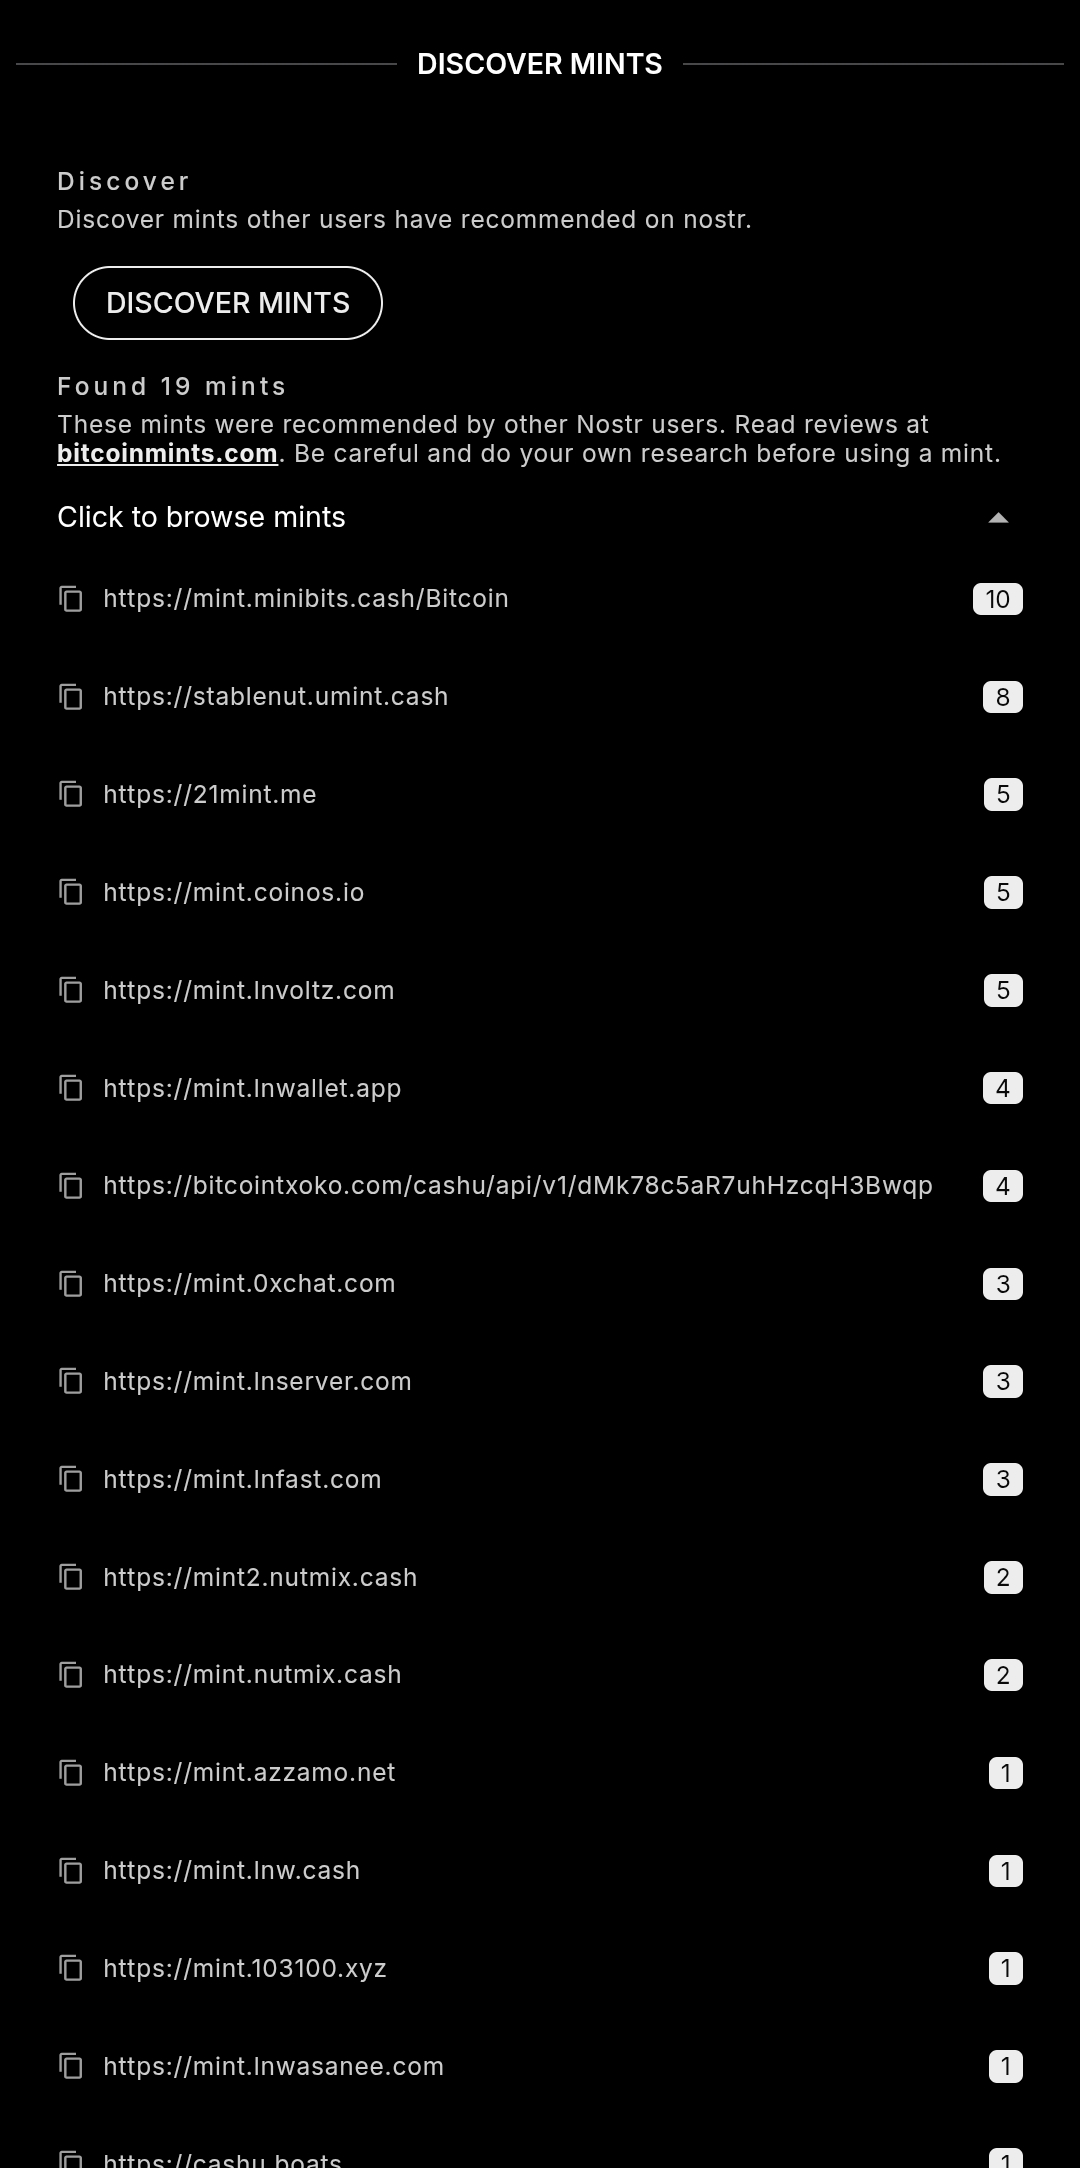 DISCOVER MINTS
Discover
Discover mints other users have recommended on nostr.
DISCOVER MINTS
Found 19 mints
These mints were recommended by other Nostr users. Read reviews at
bitcoinmints.com. Be careful and do your own research before using a mint.
Click to browse mints
https://mint.minibits.cash/Bitcoin 10
https://stablenut.umint.cash 8
https://21mint.me 5
https://mint.coinos.io 5
https://mint.lnvoltz.com 5
https://mint.lnwallet.app 4
https://bitcointxoko.com/cashu/api/v1/dMk78c5aR7uhHzcqH3Bwqp 4
https://mint.0xchat.com 3
https://mint.lnserver.com 3
https://mint.lnfast.com 3
https://mint2.nutmix.cash 2
https://mint.nutmix.cash 2
https://mint.azzamo.net 1
https://mint.lnw.cash 1
https://mint.103100.xyz 1
https://mint.lnwasanee.com 1
https://cashu.boats 1